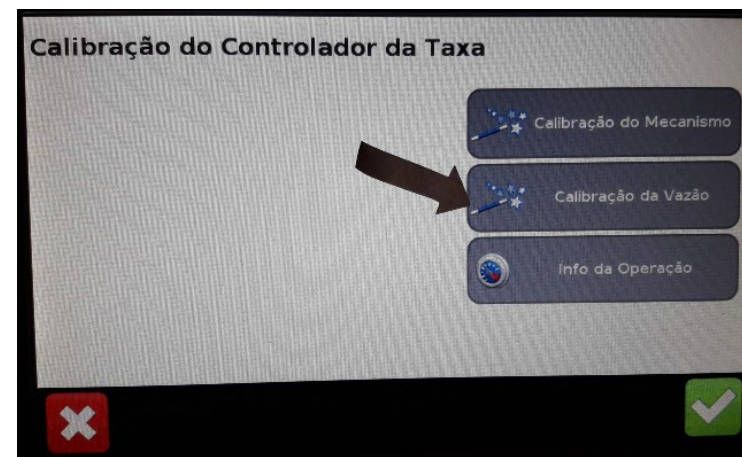 Calibração do Controlador da Taxa
Calibração do Mecanismo
Calibração da Vazão
Info da Operação